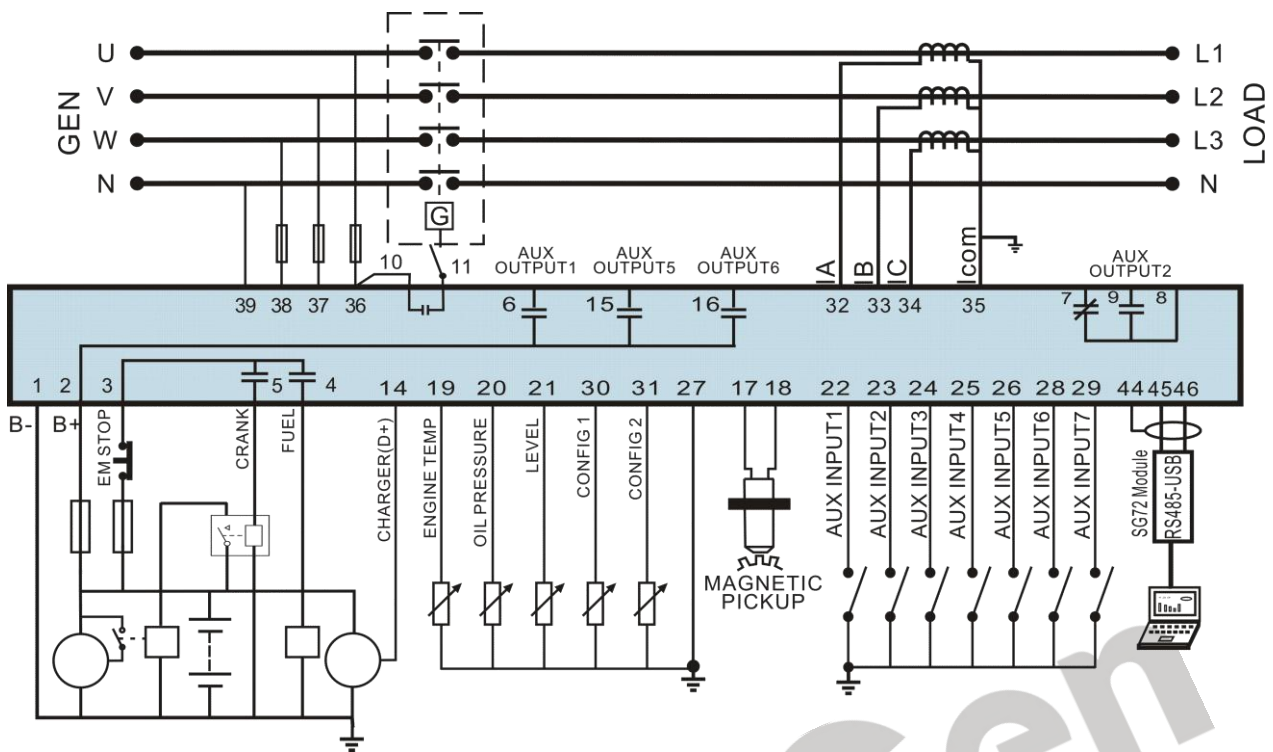 GEN
U
V
W
N
L1
L2
L3
N
LOAD
G
10
11
AUX
OUTPUT1
AUX
OUTPUT5
AUX
OUTPUT6
IA
IB
IC
Icom
AUX
OUTPUT2
39 38 37 36
6
15
16
32 33 34 35
7 9 8
1 2 3 5 4 14 19 20 21 30 31 27 17 18 22 23 24 25 26 28 29 44 45 46
B- B+
EM STOP
CRANK
FUEL
CHARGER(D+)
ENGINE TEMP
OIL PRESSURE
LEVEL
CONFIG 1
CONFIG 2
MAGNETIC
PICKUP
AUX INPUT1
AUX INPUT2
AUX INPUT3
AUX INPUT4
AUX INPUT5
AUX INPUT6
AUX INPUT7
SG72 Module
RS485-USB